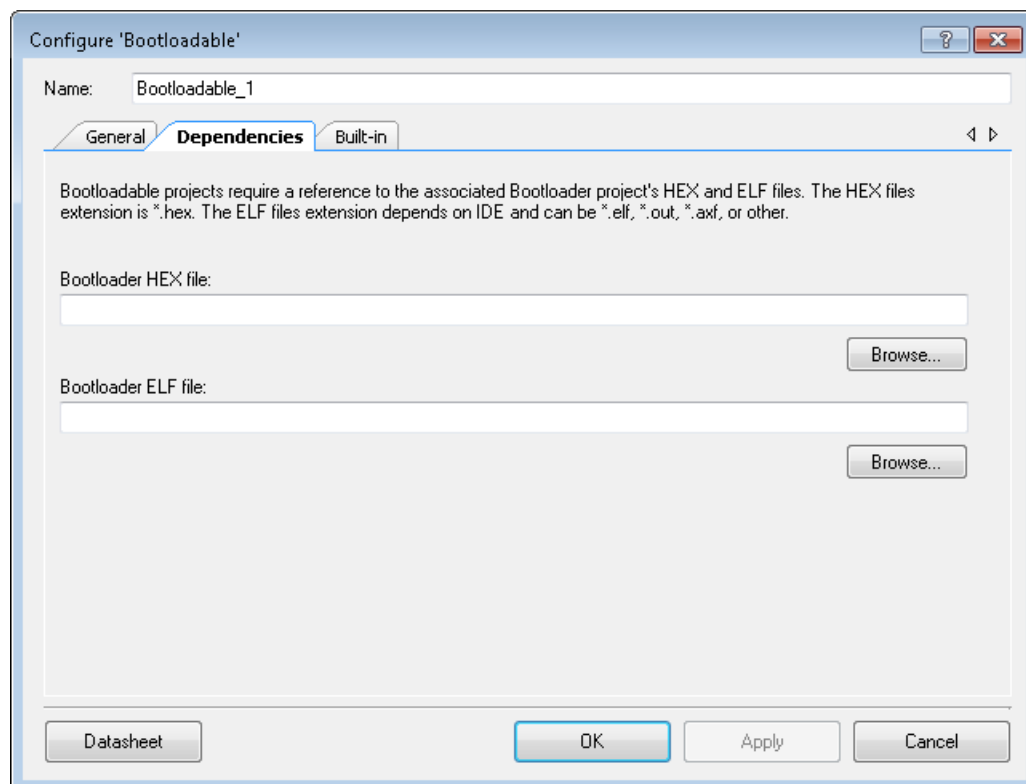 Configure 'Bootloadable'
Name: Bootloadable_1
General Dependencies Built-in
Bootloadable projects require a reference to the associated Bootloader project's HEX and ELF files. The HEX files
extension is *.hex. The ELF files extension depends on IDE and can be *.elf, *.out, *.axf, or other.
Bootloader HEX file:
Browse...
Bootloader ELF file:
Browse...
Datasheet OK Apply Cancel